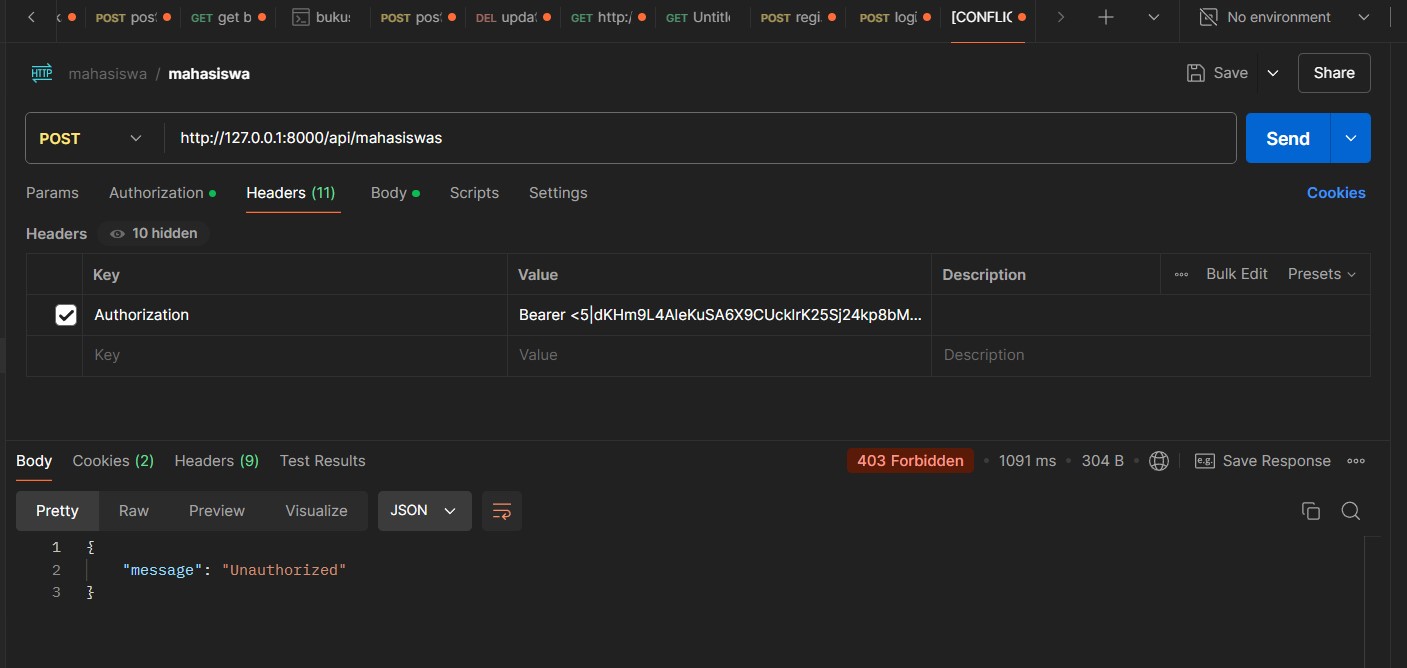 POST pos GET get b buku POST pos DEL upda GET http:/ GET Untitl POST regi POST logi [CONFLIC No environment
HTTP mahasiswa / mahasiswa Save Share
POST http://127.0.0.1:8000/api/mahasiswas Send
Params Authorization Headers (11) Body Scripts Settings Cookies
Headers 10 hidden
Key Value Description Bulk Edit Presets
Authorization Bearer <5|dKHm9L4AleKuSA6X9CUcklrK25Sj24kp8bM...
Key Value Description
Body Cookies (2) Headers (9) Test Results 403 Forbidden 1091 ms 304 B e.g. Save Response
Pretty Raw Preview Visualize JSON
1 {
2 "message": "Unauthorized"
3 }